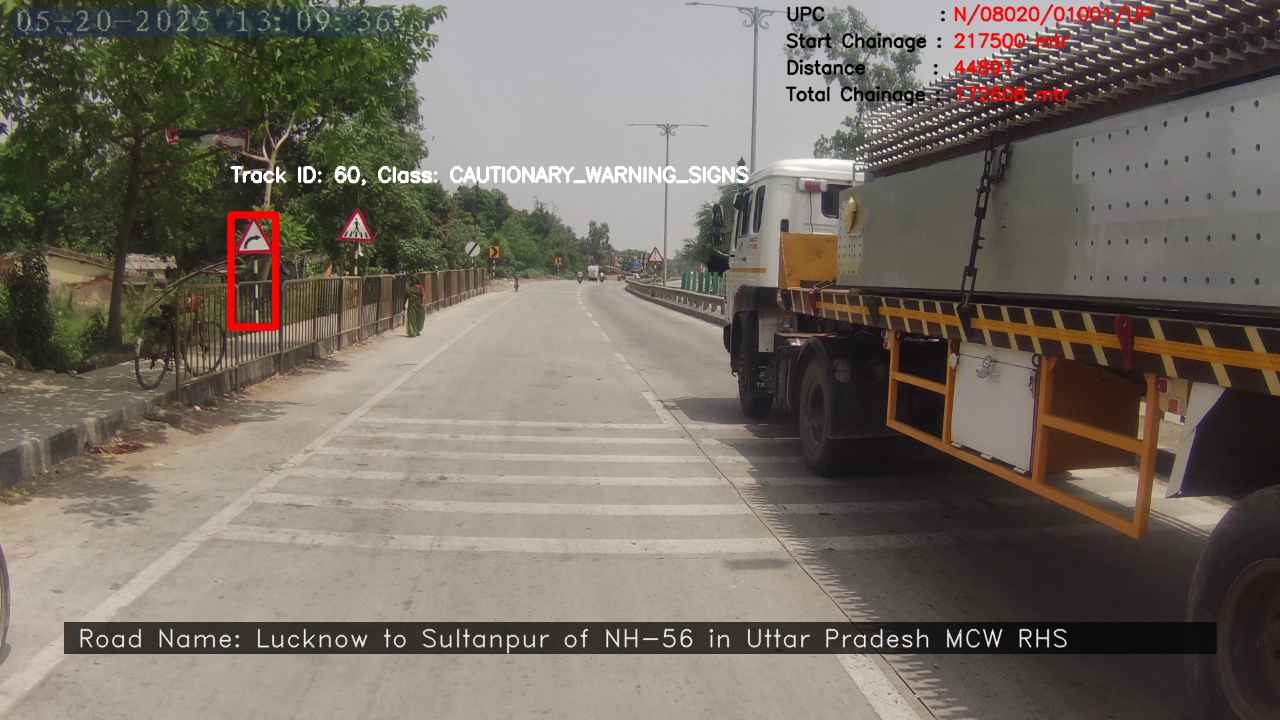 05-20-2025 13:09:36
UPC : N/08020/01001/UP
Start Chainage : 217500 mtr
Distance : 44891
Total Chainage : 172608 mtr
Track ID: 60, Class: CAUTIONARY_WARNING_SIGNS
Road Name: Lucknow to Sultanpur of NH-56 in Uttar Pradesh MCW RHS